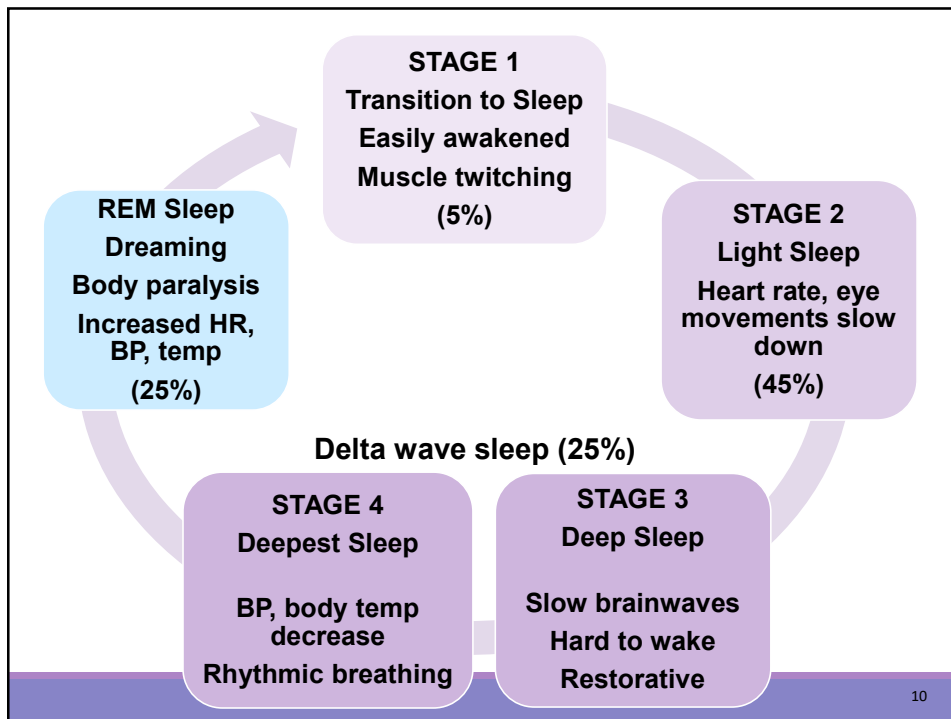 STAGE 1
Transition to Sleep
Easily awakened
Muscle twitching
(5%)
STAGE 2
Light Sleep
Heart rate, eye
movements slow
down
(45%)
Delta wave sleep (25%)
STAGE 3
Deep Sleep
Slow brainwaves
Hard to wake
Restorative
STAGE 4
Deepest Sleep
BP, body temp
decrease
Rhythmic breathing
REM Sleep
Dreaming
Body paralysis
Increased HR,
BP, temp
(25%)
10